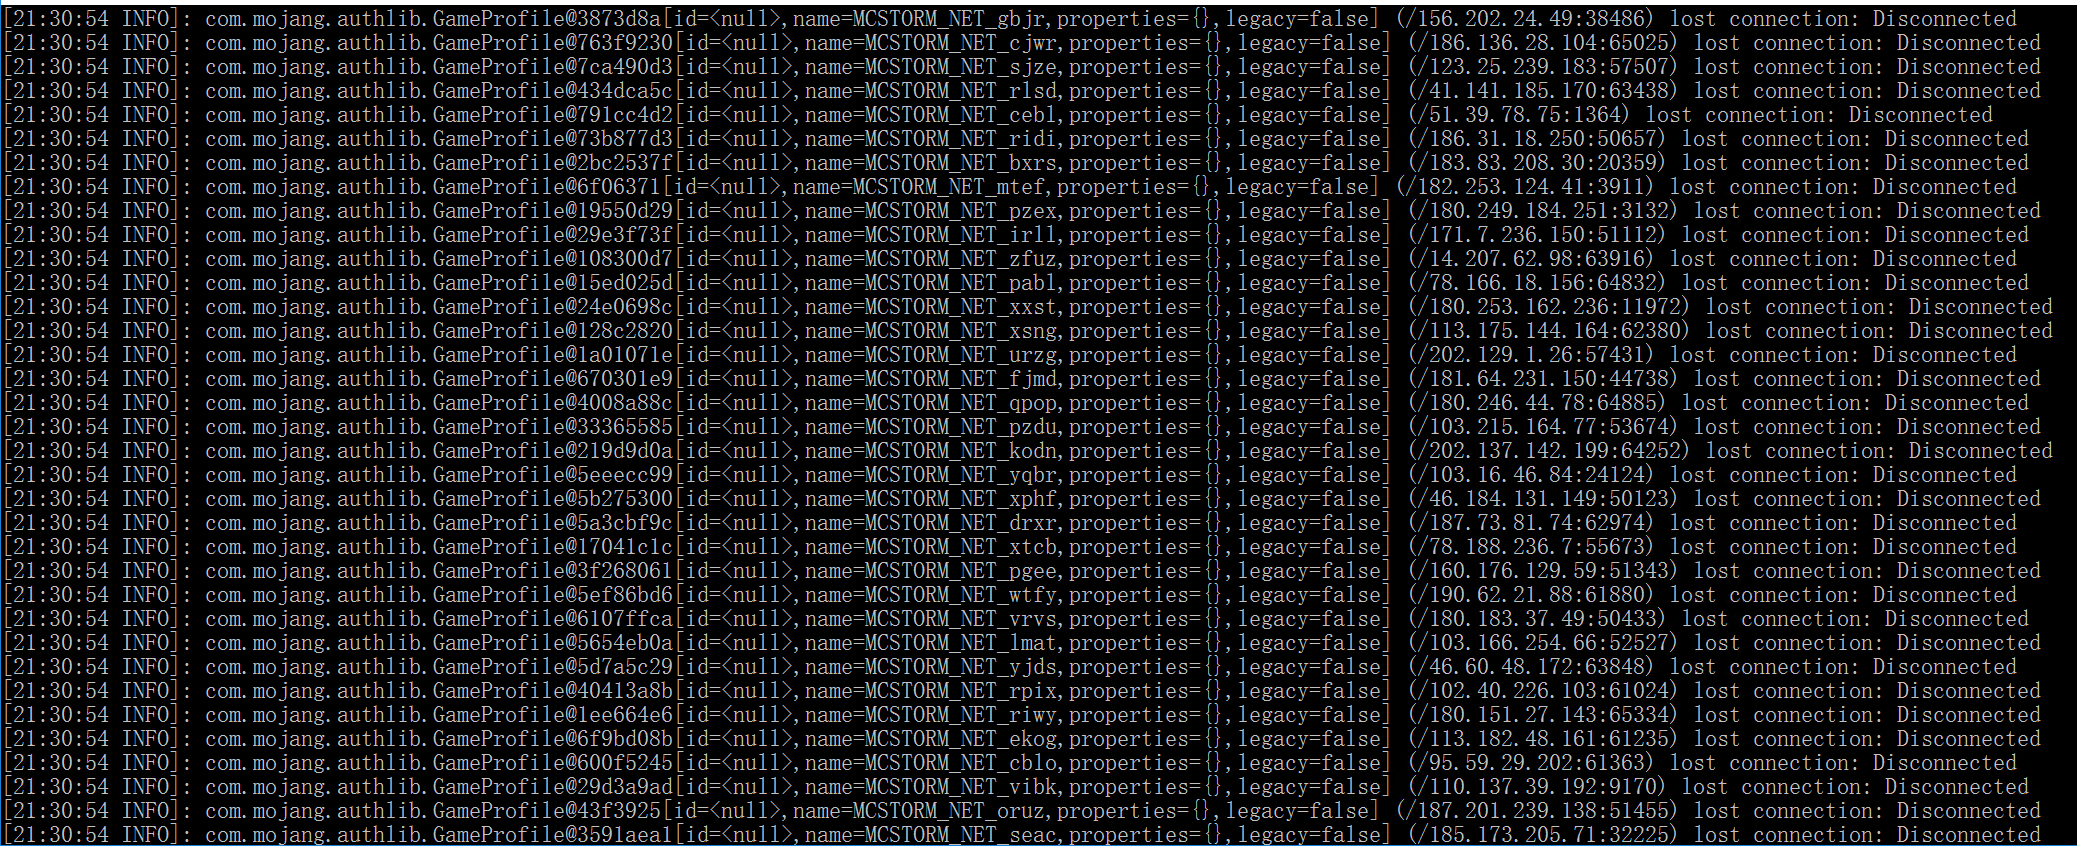 [21:30:54 INFO]: com.mojang.authlib.GameProfile@3873d8a[id=<null>,name=MCSTORM_NET_gbjr,properties={},legacy=false] (/156.202.24.49:38486) lost connection: Disconnected
[21:30:54 INFO]: com.mojang.authlib.GameProfile@763f9230[id=<null>,name=MCSTORM_NET_cjwr,properties={},legacy=false] (/186.136.28.104:65025) lost connection: Disconnected
[21:30:54 INFO]: com.mojang.authlib.GameProfile@7ca490d3[id=<null>,name=MCSTORM_NET_sjze,properties={},legacy=false] (/123.25.239.183:57507) lost connection: Disconnected
[21:30:54 INFO]: com.mojang.authlib.GameProfile@434dca5c[id=<null>,name=MCSTORM_NET_rlsd,properties={},legacy=false] (/41.141.185.170:63438) lost connection: Disconnected
[21:30:54 INFO]: com.mojang.authlib.GameProfile@791cc4d2[id=<null>,name=MCSTORM_NET_cebl,properties={},legacy=false] (/51.39.78.75:1364) lost connection: Disconnected
[21:30:54 INFO]: com.mojang.authlib.GameProfile@73b877d3[id=<null>,name=MCSTORM_NET_ridi,properties={},legacy=false] (/186.31.18.250:50657) lost connection: Disconnected
[21:30:54 INFO]: com.mojang.authlib.GameProfile@2bc2537f[id=<null>,name=MCSTORM_NET_bxrs,properties={},legacy=false] (/183.83.208.30:20359) lost connection: Disconnected
[21:30:54 INFO]: com.mojang.authlib.GameProfile@6f06371[id=<null>,name=MCSTORM_NET_mtef,properties={},legacy=false] (/182.253.124.41:3911) lost connection: Disconnected
[21:30:54 INFO]: com.mojang.authlib.GameProfile@19550d29[id=<null>,name=MCSTORM_NET_pzex,properties={},legacy=false] (/180.249.184.251:3132) lost connection: Disconnected
[21:30:54 INFO]: com.mojang.authlib.GameProfile@29e3f73f[id=<null>,name=MCSTORM_NET_irll,properties={},legacy=false] (/171.7.236.150:51112) lost connection: Disconnected
[21:30:54 INFO]: com.mojang.authlib.GameProfile@108300d7[id=<null>,name=MCSTORM_NET_zfuz,properties={},legacy=false] (/14.207.62.98:63916) lost connection: Disconnected
[21:30:54 INFO]: com.mojang.authlib.GameProfile@15ed025d[id=<null>,name=MCSTORM_NET_pabl,properties={},legacy=false] (/78.166.18.156:64832) lost connection: Disconnected
[21:30:54 INFO]: com.mojang.authlib.GameProfile@24e0698c[id=<null>,name=MCSTORM_NET_xxst,properties={},legacy=false] (/180.253.162.236:11972) lost connection: Disconnected
[21:30:54 INFO]: com.mojang.authlib.GameProfile@128c2820[id=<null>,name=MCSTORM_NET_xsng,properties={},legacy=false] (/113.175.144.164:62380) lost connection: Disconnected
[21:30:54 INFO]: com.mojang.authlib.GameProfile@1a01071e[id=<null>,name=MCSTORM_NET_urzg,properties={},legacy=false] (/202.129.1.26:57431) lost connection: Disconnected
[21:30:54 INFO]: com.mojang.authlib.GameProfile@670301e9[id=<null>,name=MCSTORM_NET_fjmd,properties={},legacy=false] (/181.64.231.150:44738) lost connection: Disconnected
[21:30:54 INFO]: com.mojang.authlib.GameProfile@4008a88c[id=<null>,name=MCSTORM_NET_qpop,properties={},legacy=false] (/180.246.44.78:64885) lost connection: Disconnected
[21:30:54 INFO]: com.mojang.authlib.GameProfile@33365585[id=<null>,name=MCSTORM_NET_pzdu,properties={},legacy=false] (/103.215.164.77:53674) lost connection: Disconnected
[21:30:54 INFO]: com.mojang.authlib.GameProfile@219d9d0a[id=<null>,name=MCSTORM_NET_kodn,properties={},legacy=false] (/202.137.142.199:64252) lost connection: Disconnected
[21:30:54 INFO]: com.mojang.authlib.GameProfile@5eeecc99[id=<null>,name=MCSTORM_NET_yqbr,properties={},legacy=false] (/103.16.46.84:24124) lost connection: Disconnected
[21:30:54 INFO]: com.mojang.authlib.GameProfile@5b275300[id=<null>,name=MCSTORM_NET_xphf,properties={},legacy=false] (/46.184.131.149:50123) lost connection: Disconnected
[21:30:54 INFO]: com.mojang.authlib.GameProfile@5a3cbf9c[id=<null>,name=MCSTORM_NET_drxr,properties={},legacy=false] (/187.73.81.74:62974) lost connection: Disconnected
[21:30:54 INFO]: com.mojang.authlib.GameProfile@17041c1c[id=<null>,name=MCSTORM_NET_xtcb,properties={},legacy=false] (/78.188.236.7:55673) lost connection: Disconnected
[21:30:54 INFO]: com.mojang.authlib.GameProfile@3f268061[id=<null>,name=MCSTORM_NET_pgee,properties={},legacy=false] (/160.176.129.59:51343) lost connection: Disconnected
[21:30:54 INFO]: com.mojang.authlib.GameProfile@5ef86bd6[id=<null>,name=MCSTORM_NET_wtfy,properties={},legacy=false] (/190.62.21.88:61880) lost connection: Disconnected
[21:30:54 INFO]: com.mojang.authlib.GameProfile@6107ffca[id=<null>,name=MCSTORM_NET_vrvs,properties={},legacy=false] (/180.183.37.49:50433) lost connection: Disconnected
[21:30:54 INFO]: com.mojang.authlib.GameProfile@5654eb0a[id=<null>,name=MCSTORM_NET_lmat,properties={},legacy=false] (/103.166.254.66:52527) lost connection: Disconnected
[21:30:54 INFO]: com.mojang.authlib.GameProfile@5d7a5c29[id=<null>,name=MCSTORM_NET_yjds,properties={},legacy=false] (/46.60.48.172:63848) lost connection: Disconnected
[21:30:54 INFO]: com.mojang.authlib.GameProfile@40413a8b[id=<null>,name=MCSTORM_NET_rpix,properties={},legacy=false] (/102.40.226.103:61024) lost connection: Disconnected
[21:30:54 INFO]: com.mojang.authlib.GameProfile@1ee664e6[id=<null>,name=MCSTORM_NET_riwy,properties={},legacy=false] (/180.151.27.143:65334) lost connection: Disconnected
[21:30:54 INFO]: com.mojang.authlib.GameProfile@6f9bd08b[id=<null>,name=MCSTORM_NET_ekog,properties={},legacy=false] (/113.182.48.161:61235) lost connection: Disconnected
[21:30:54 INFO]: com.mojang.authlib.GameProfile@600f5245[id=<null>,name=MCSTORM_NET_cblo,properties={},legacy=false] (/95.59.29.202:61363) lost connection: Disconnected
[21:30:54 INFO]: com.mojang.authlib.GameProfile@29d3a9ad[id=<null>,name=MCSTORM_NET_vibk,properties={},legacy=false] (/110.137.39.192:9170) lost connection: Disconnected
[21:30:54 INFO]: com.mojang.authlib.GameProfile@43f3925[id=<null>,name=MCSTORM_NET_oruz,properties={},legacy=false] (/187.201.239.138:51455) lost connection: Disconnected
[21:30:54 INFO]: com.mojang.authlib.GameProfile@3591aea1[id=<null>,name=MCSTORM_NET_seac,properties={},legacy=false] (/185.173.205.71:32225) lost connection: Disconnected